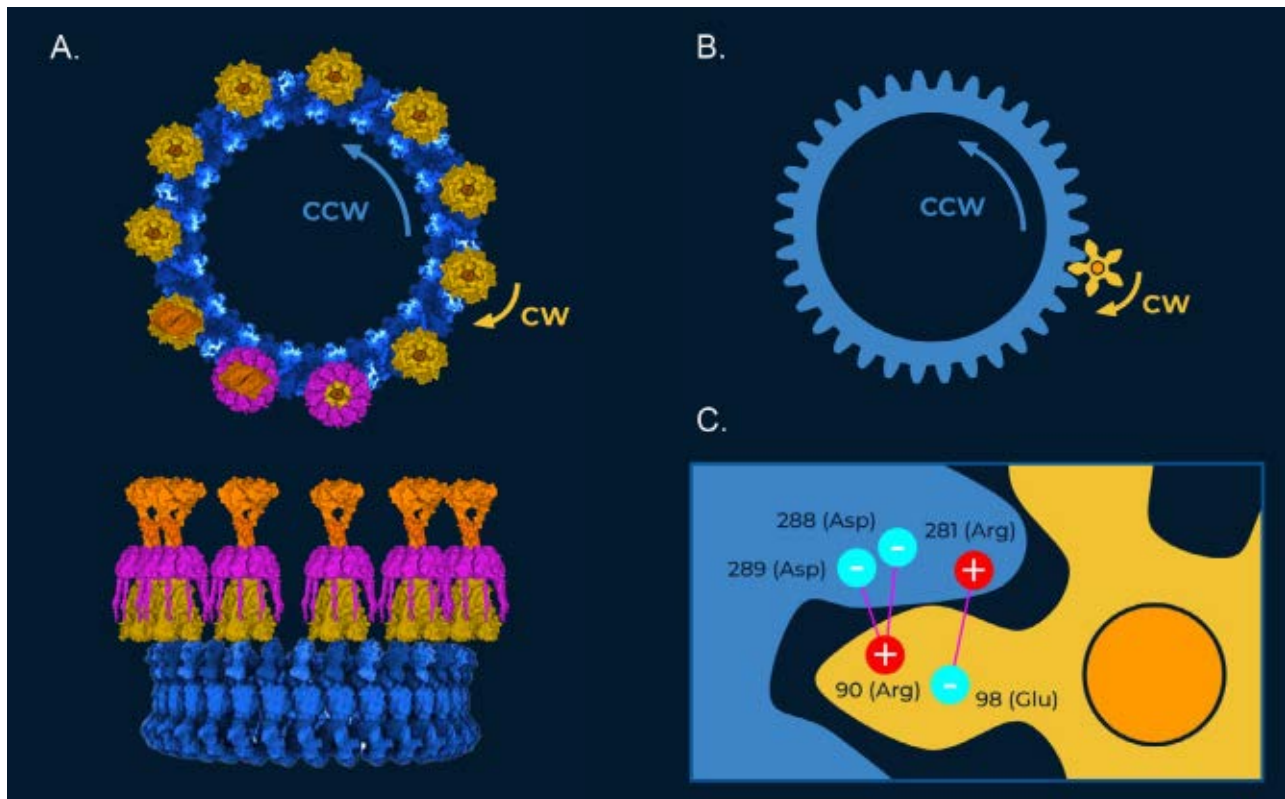 A.
CCW
CW
B.
CCW
CW
C.
288 (Asp)
281 (Arg)
289 (Asp)
-
-
+
+
-
90 (Arg)
98 (Glu)